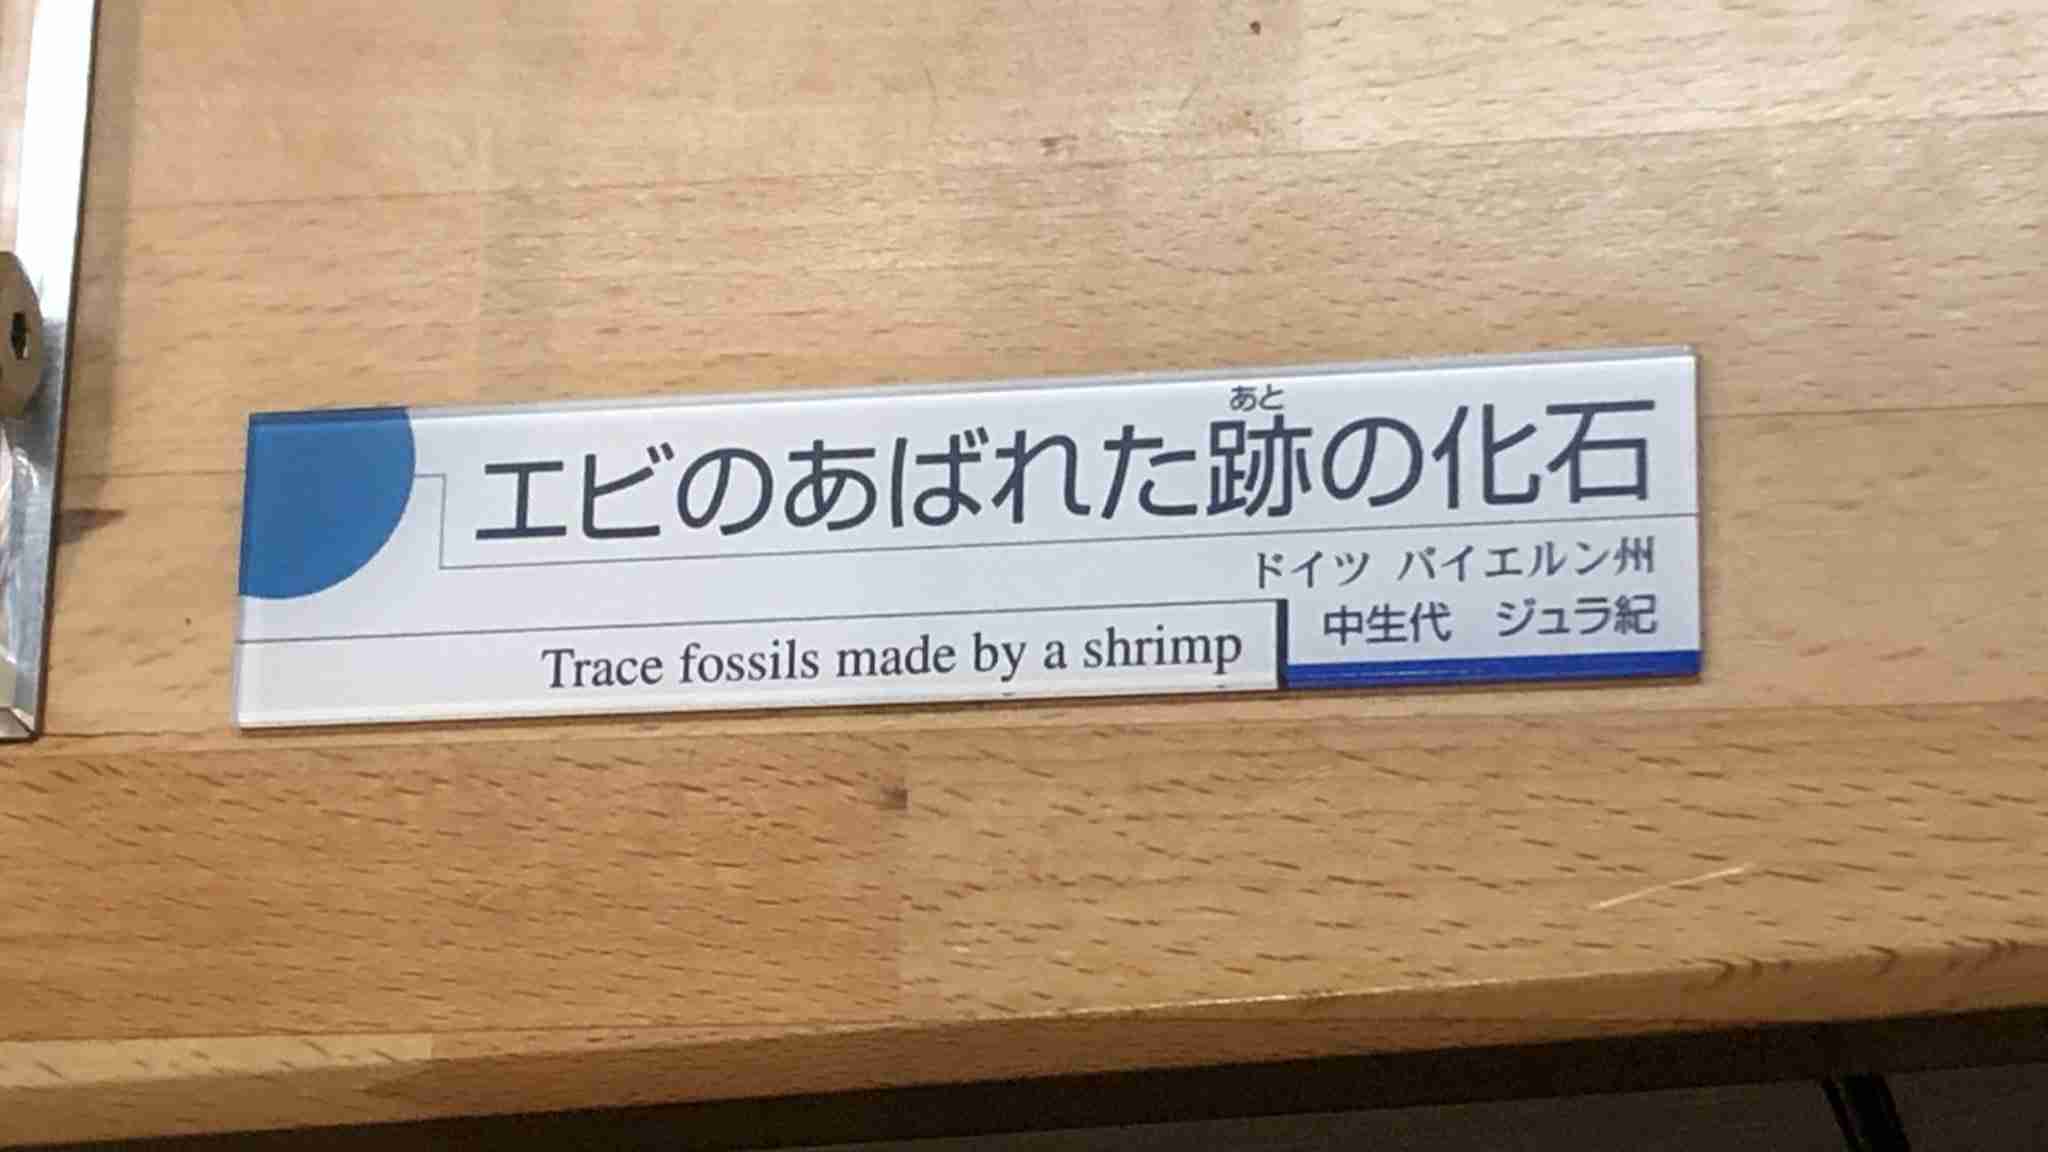 あと
エビのあばれた跡の化石
ドイツ バイエルン州
中生代 ジュラ紀
Trace fossils made by a shrimp